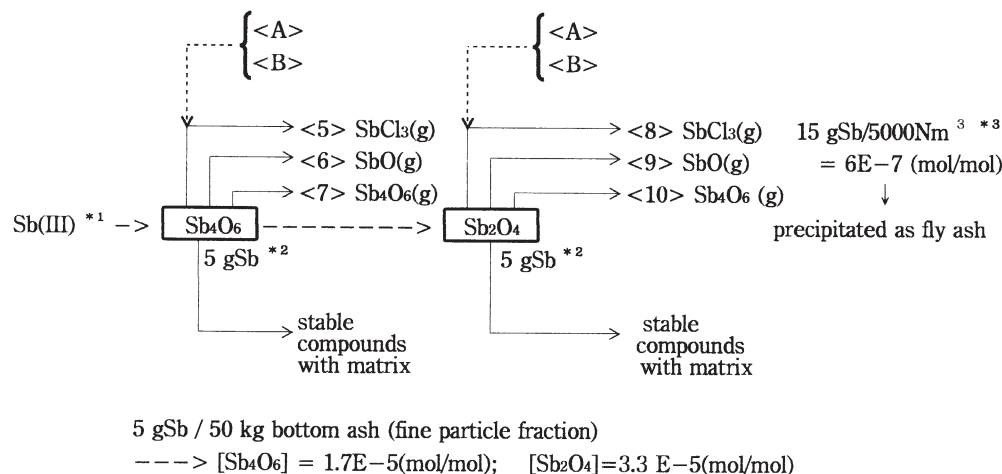 <A>
<B>
<A>
<B>
<5> SbCl₃(g)
<6> SbO(g)
<7> Sb₄O₆(g)
<8> SbCl₃(g)
<9> SbO(g)
<10> Sb₄O₆ (g)
15 gSb/5000Nm ³ *³
= 6E−7 (mol/mol)
precipitated as fly ash
Sb(III) *¹ −>
Sb₄O₆
Sb₂O₄
5 gSb *²
5 gSb *²
stable
compounds
with matrix
stable
compounds
with matrix
5 gSb / 50 kg bottom ash (fine particle fraction)
−−−> [Sb₄O₆] = 1.7E−5(mol/mol); [Sb₂O₄]=3.3 E−5(mol/mol)